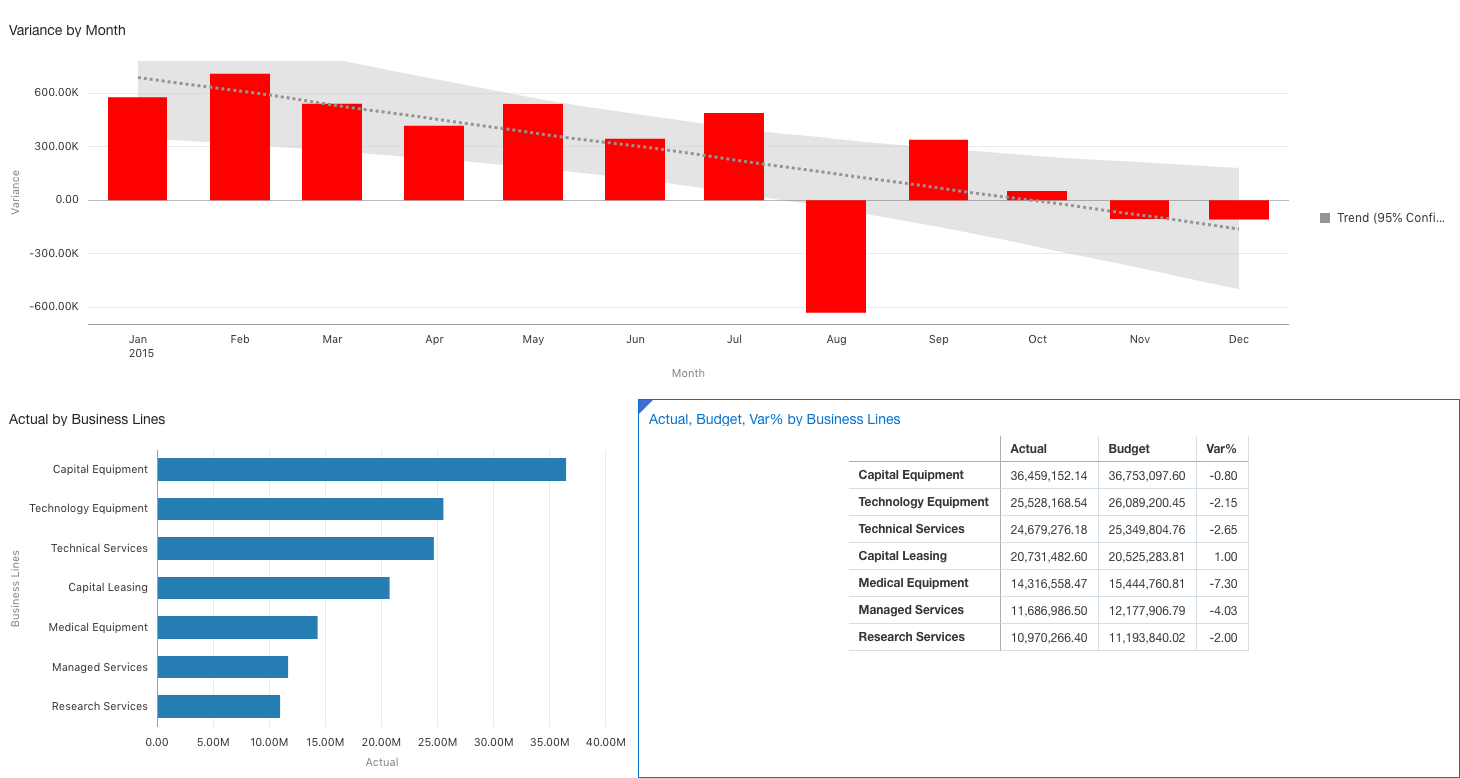 Variance by Month
600.00K
300.00K
0.00
-300.00K
-600.00K
Variance
Jan Feb Mar Apr May Jun Jul Aug Sep Oct Nov Dec
2015
Month
Trend (95% Confi...
Actual by Business Lines
Business Lines
Capital Equipment
Technology Equipment
Technical Services
Capital Leasing
Medical Equipment
Managed Services
Research Services
0.00 5.00M 10.00M 15.00M 20.00M 25.00M 30.00M 35.00M 40.00M
Actual
Actual, Budget, Var% by Business Lines
Actual Budget Var%
Capital Equipment 36,459,152.14 36,753,097.60 -0.80
Technology Equipment 25,528,168.54 26,089,200.45 -2.15
Technical Services 24,679,276.18 25,349,804.76 -2.65
Capital Leasing 20,731,482.60 20,525,283.81 1.00
Medical Equipment 14,316,558.47 15,444,760.81 -7.30
Managed Services 11,686,986.50 12,177,906.79 -4.03
Research Services 10,970,266.40 11,193,840.02 -2.00